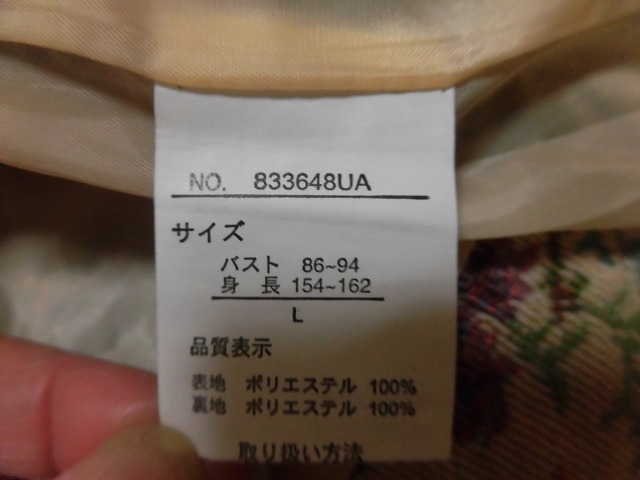 NO. 833648UA
サイズ
バスト 86~94
身 長 154~162
L
品質表示
表地 ポリエステル 100%
裏地 ポリエステル 100%
取り扱い方法